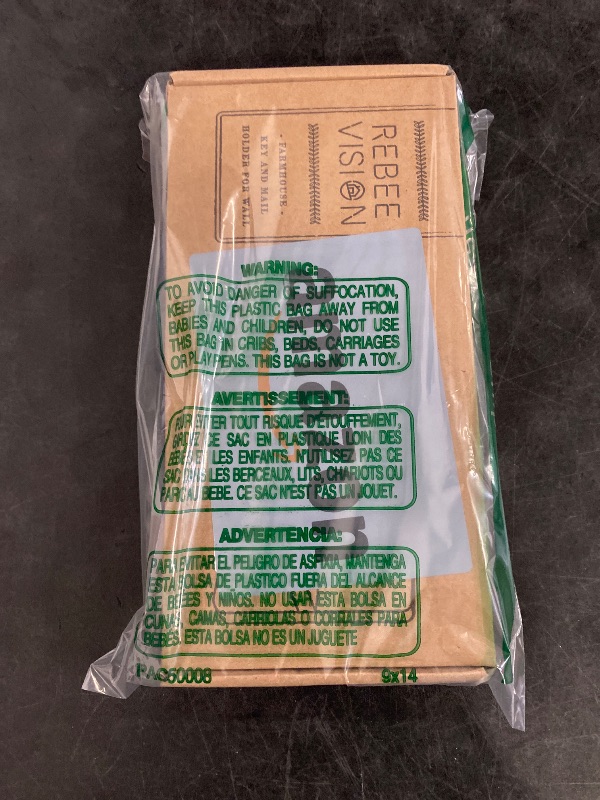 REBEE
VISION
• FARMHOUSE •
KEY AND MAIL
HOLDER FOR WALL
amazon
WARNING:
TO AVOID DANGER OF SUFFOCATION,
KEEP THIS PLASTIC BAG AWAY FROM
BABIES AND CHILDREN, DO NOT USE
THIS BAG IN CRIBS, BEDS, CARRIAGES
OR PLAYPENS. THIS BAG IS NOT A TOY.
AVERTISSEMENT:
TOUT RISQUE D'ÉTOUFFEMENT,
CE SAC EN PLASTIQUE LOIN DES
ET LES ENFANTS. N'UTILISEZ PAS CE
SAC LES BERCEAUX, LITS, CHARIOTS OU
BEBE. CE SAC N'EST PAS UN JOUET.
ADVERTENCIA:
EVITAR EL PELIGRO DE ASFIXIA, MANTENGA
ESTA BOLSA DE PLASTICO FUERA DEL ALCANCE
DE BEBES Y NIÑOS. NO USAR ESTA BOLSA EN
CUNAS, CAMAS, CARRIOLAS O CORRALES PARA
BEBES. ESTA BOLSA NO ES UN JUGUETE
PAC60008
9x14